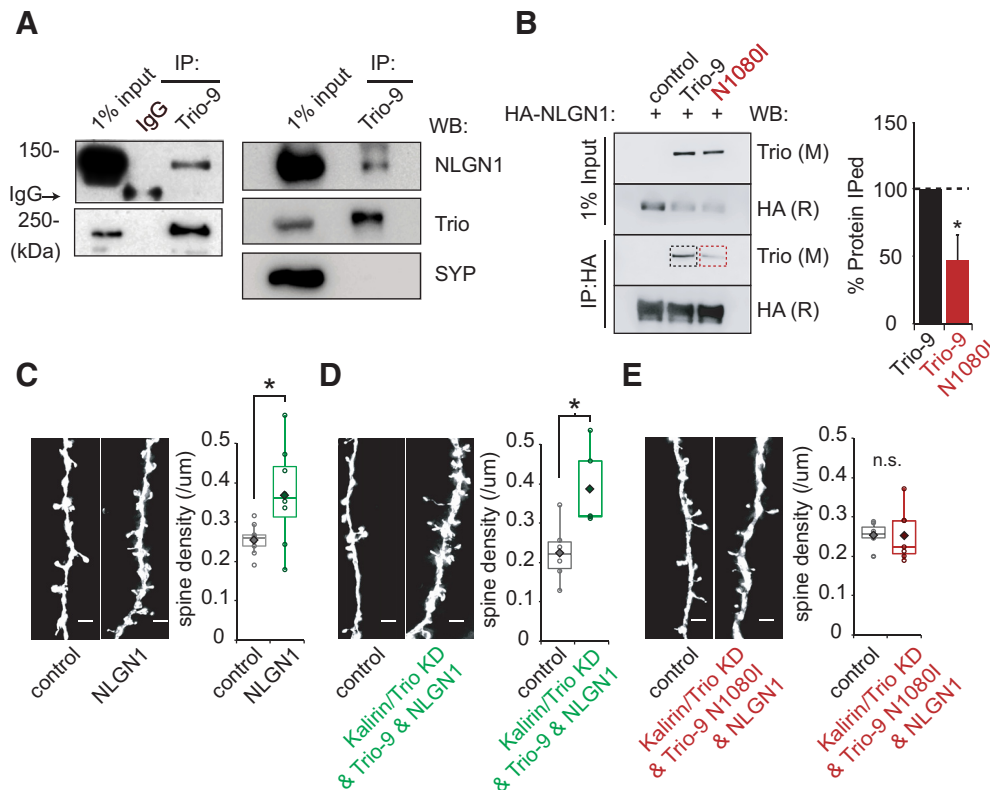 A
IP:
1% input
IgG
Trio-9
150-
IgG→
250-
(kDa)
IP:
1% input
Trio-9
WB:
NLGN1
Trio
SYP
B
control
Trio-9
N1080I
HA-NLGN1: + + + WB:
1% Input
Trio (M)
HA (R)
IP:HA
Trio (M)
HA (R)
% Protein IPed
150
100
50
0
*
Trio-9
Trio-9
N1080I
C
control
NLGN1
spine density (/um)
0.5
0.4
0.3
0.2
0.1
0
*
control
NLGN1
D
control
Kalirin/Trio KD
& Trio-9 & NLGN1
spine density (/um)
0.5
0.4
0.3
0.2
0.1
0
*
control
Kalirin/Trio KD
& Trio-9 & NLGN1
E
control
Kalirin/Trio KD
& Trio-9 N1080I
& NLGN1
spine density (/um)
0.5
0.4
0.3
0.2
0.1
0
n.s.
control
Kalirin/Trio KD
& Trio-9 N1080I
& NLGN1